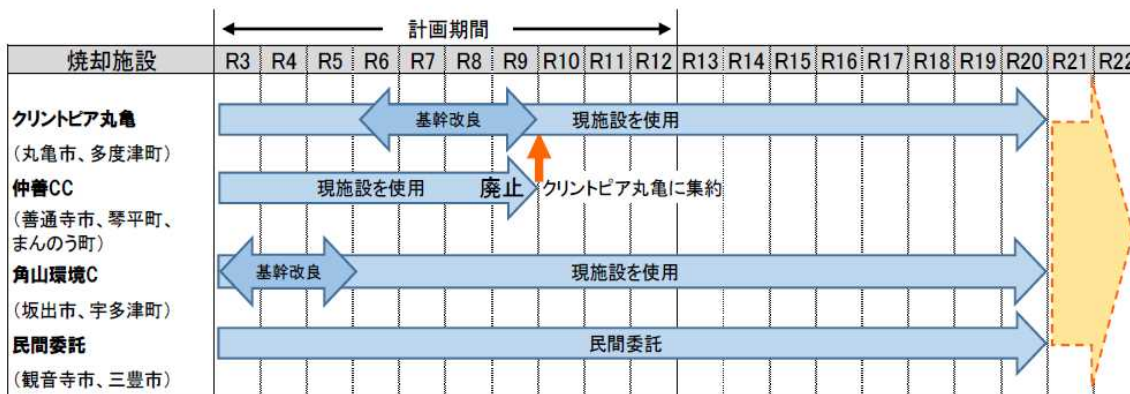 計画期間
焼却施設 R3 R4 R5 R6 R7 R8 R9 R10 R11 R12 R13 R14 R15 R16 R17 R18 R19 R20 R21 R22
クリントピア丸亀 基幹改良 現施設を使用
(丸亀市、多度津町)
仲善CC 現施設を使用 廃止 クリントピア丸亀に集約
(善通寺市、琴平町、
まんのう町)
角山環境C 基幹改良 現施設を使用
(坂出市、宇多津町)
民間委託 民間委託
(観音寺市、三豊市)